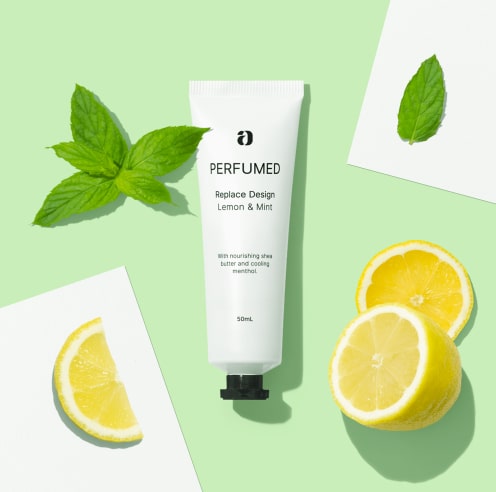 a
PERFUMED
Replace Design
Lemon & Mint
With nourishing shea
butter and cooling
menthol.
50mL